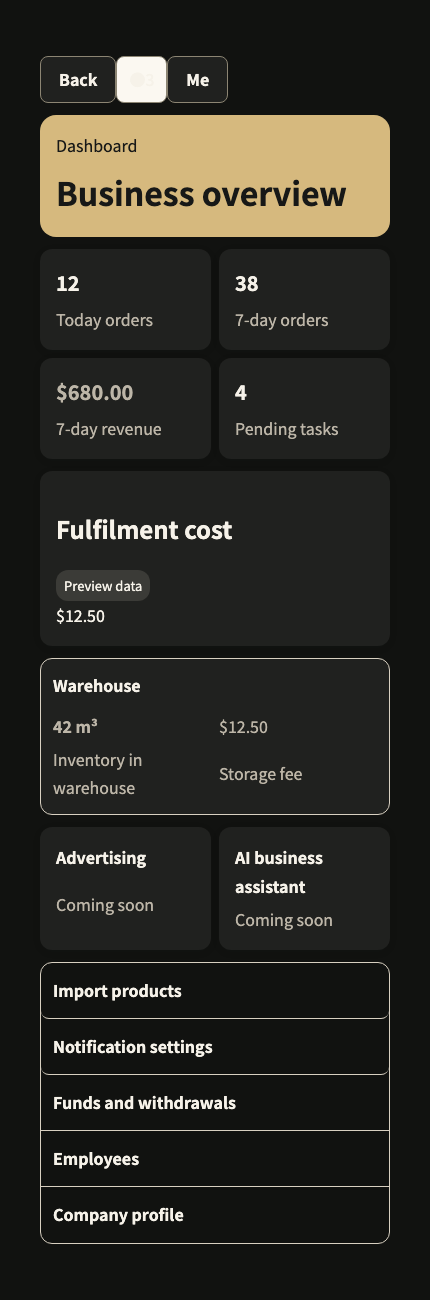 Back
Me
Dashboard
Business overview
12
38
Today orders
7-day orders
$680.00
4
7-day revenue
Pending tasks
Fulfilment cost
Preview data
$12.50
Warehouse
42 m³
$12.50
Inventory in
warehouse
Storage fee
Advertising
Coming soon
AI business
assistant
Coming soon
Import products
Notification settings
Funds and withdrawals
Employees
Company profile